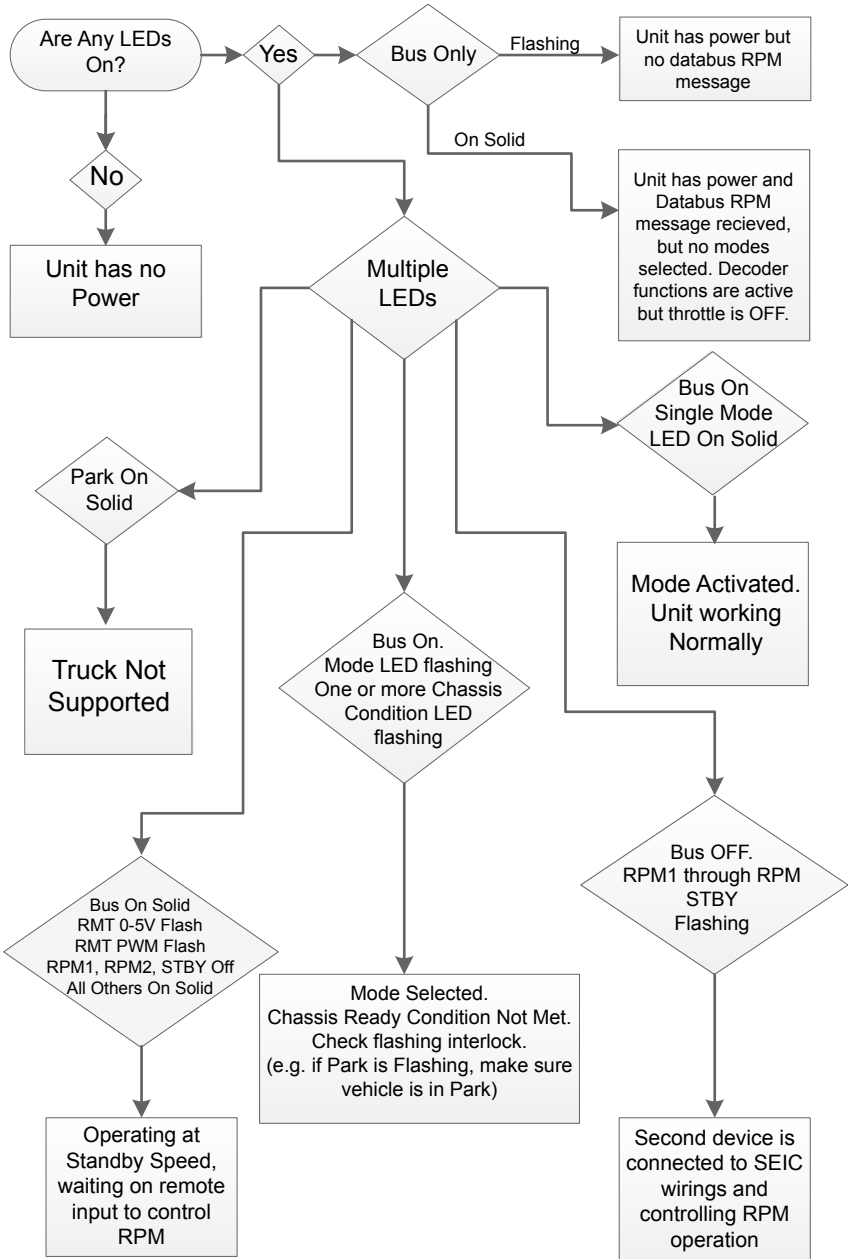 Are Any LEDs
On?
Yes
Bus Only
Flashing
Unit has power but
no databus RPM
message
On Solid
Unit has power and
Databus RPM
message recieved,
but no modes
selected. Decoder
functions are active
but throttle is OFF.
No
Unit has no
Power
Multiple
LEDs
Bus On
Single Mode
LED On Solid
Park On
Solid
Mode Activated.
Unit working
Normally
Truck Not
Supported
Bus On.
Mode LED flashing
One or more Chassis
Condition LED
flashing
Bus OFF.
RPM1 through RPM
STBY
Flashing
Bus On Solid
RMT 0-5V Flash
RMT PWM Flash
RPM1, RPM2, STBY Off
All Others On Solid
Mode Selected.
Chassis Ready Condition Not Met.
Check flashing interlock.
(e.g. if Park is Flashing, make sure
vehicle is in Park)
Operating at
Standby Speed,
waiting on remote
input to control
RPM
Second device is
connected to SEIC
wirings and
controlling RPM
operation